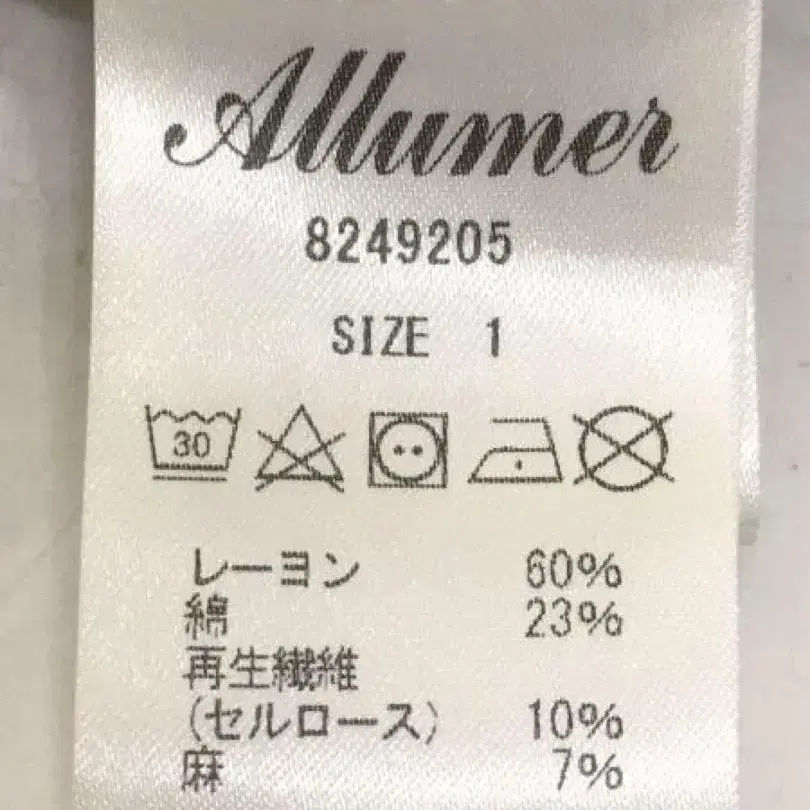 Allumer
8249205
SIZE 1
30
レーヨン 60%
綿 23%
再生繊維
(セルロース) 10%
麻 7%